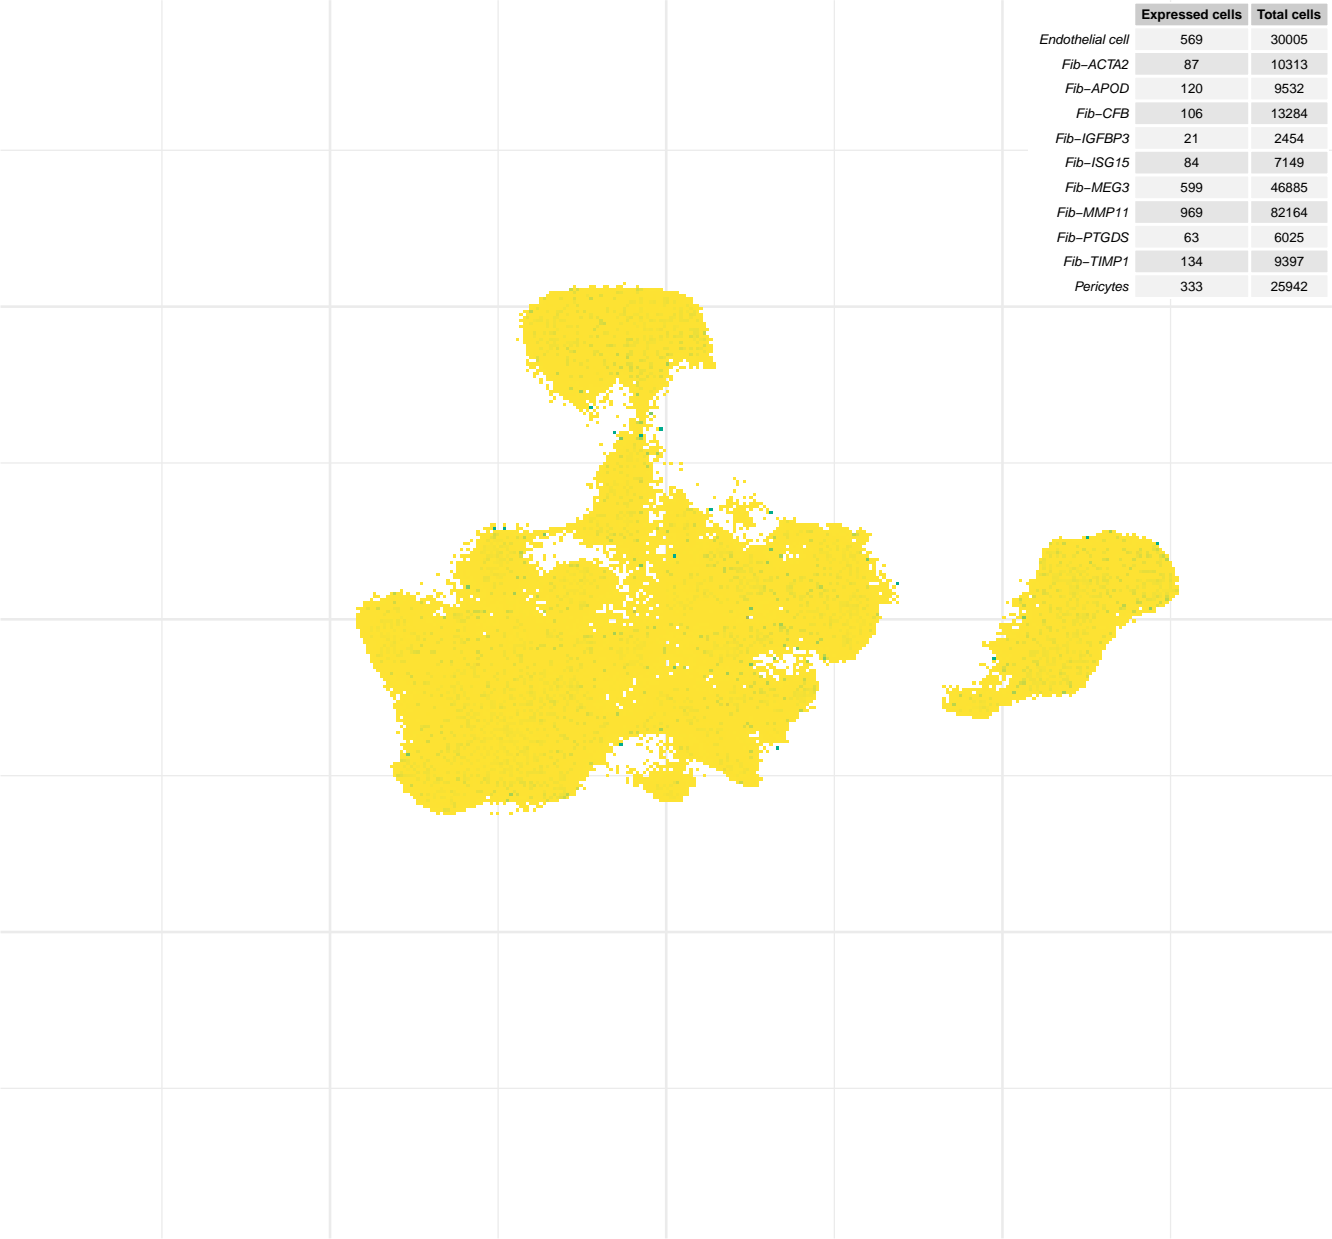 Expressed cells Total cells
Endothelial cell 569 30005
Fib−ACTA2 87 10313
Fib−APOD 120 9532
Fib−CFB 106 13284
Fib−IGFBP3 21 2454
Fib−ISG15 84 7149
Fib−MEG3 599 46885
Fib−MMP11 969 82164
Fib−PTGDS 63 6025
Fib−TIMP1 134 9397
Pericytes 333 25942